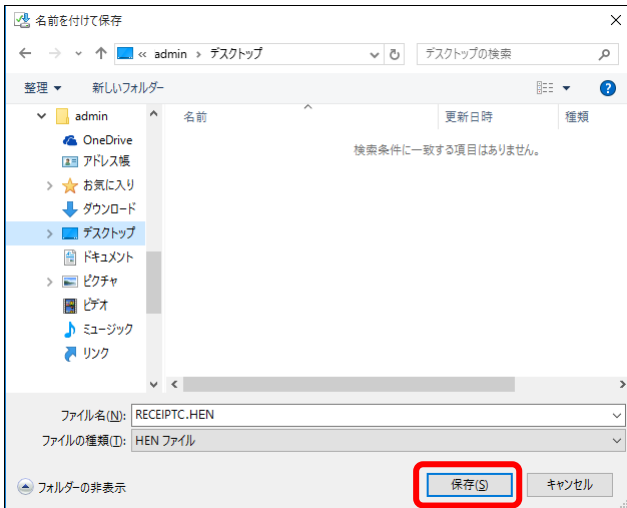 名前を付けて保存
« admin › デスクトップ
デスクトップの検索
整理 ▼ 新しいフォルダー
admin
OneDrive
アドレス帳
お気に入り
ダウンロード
デスクトップ
ドキュメント
ピクチャ
ビデオ
ミュージック
リンク
名前 更新日時 種類
検索条件に一致する項目はありません。
ファイル名(N): RECEIPTC.HEN
ファイルの種類(T): HEN ファイル
フォルダーの非表示
保存(S) キャンセル